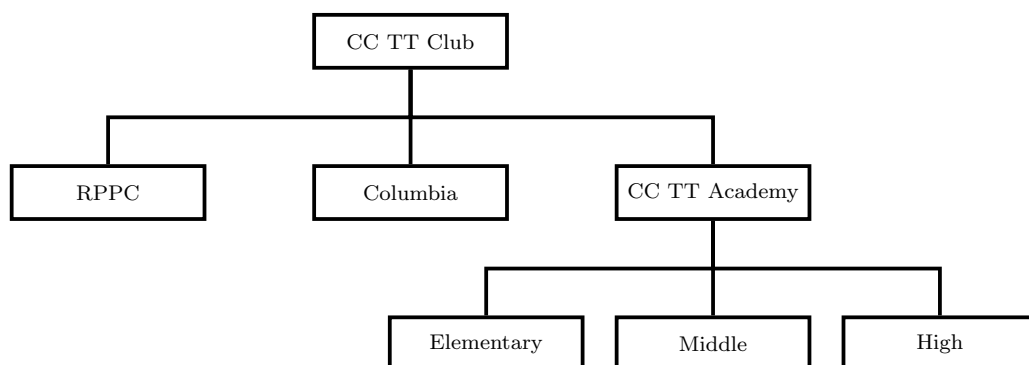 CC TT Club
RPPC
Columbia
CC TT Academy
Elementary
Middle
High